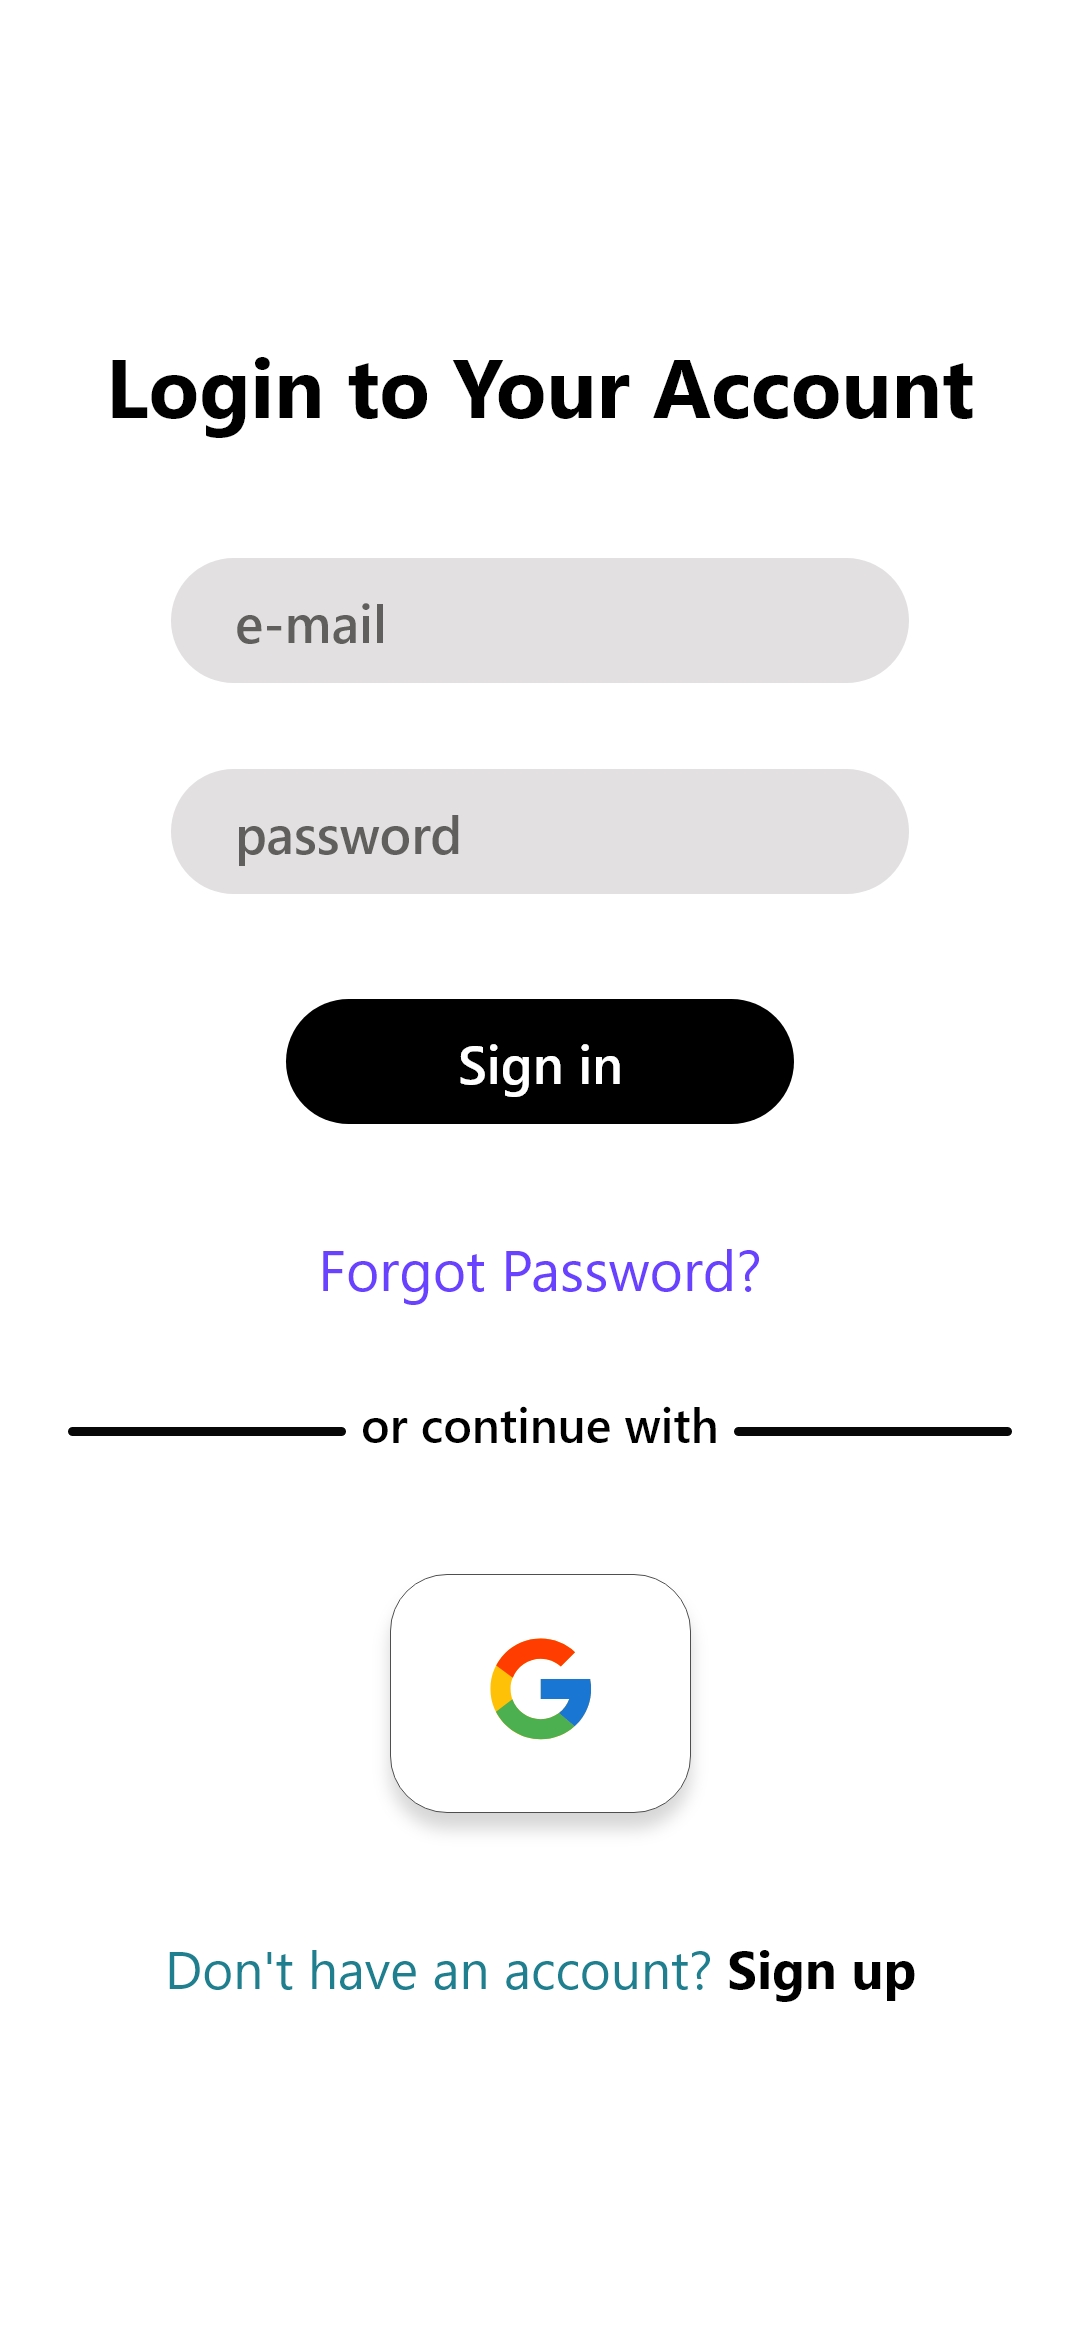 Login to Your Account
e-mail
password
Sign in
Forgot Password?
or continue with
Don't have an account? Sign up